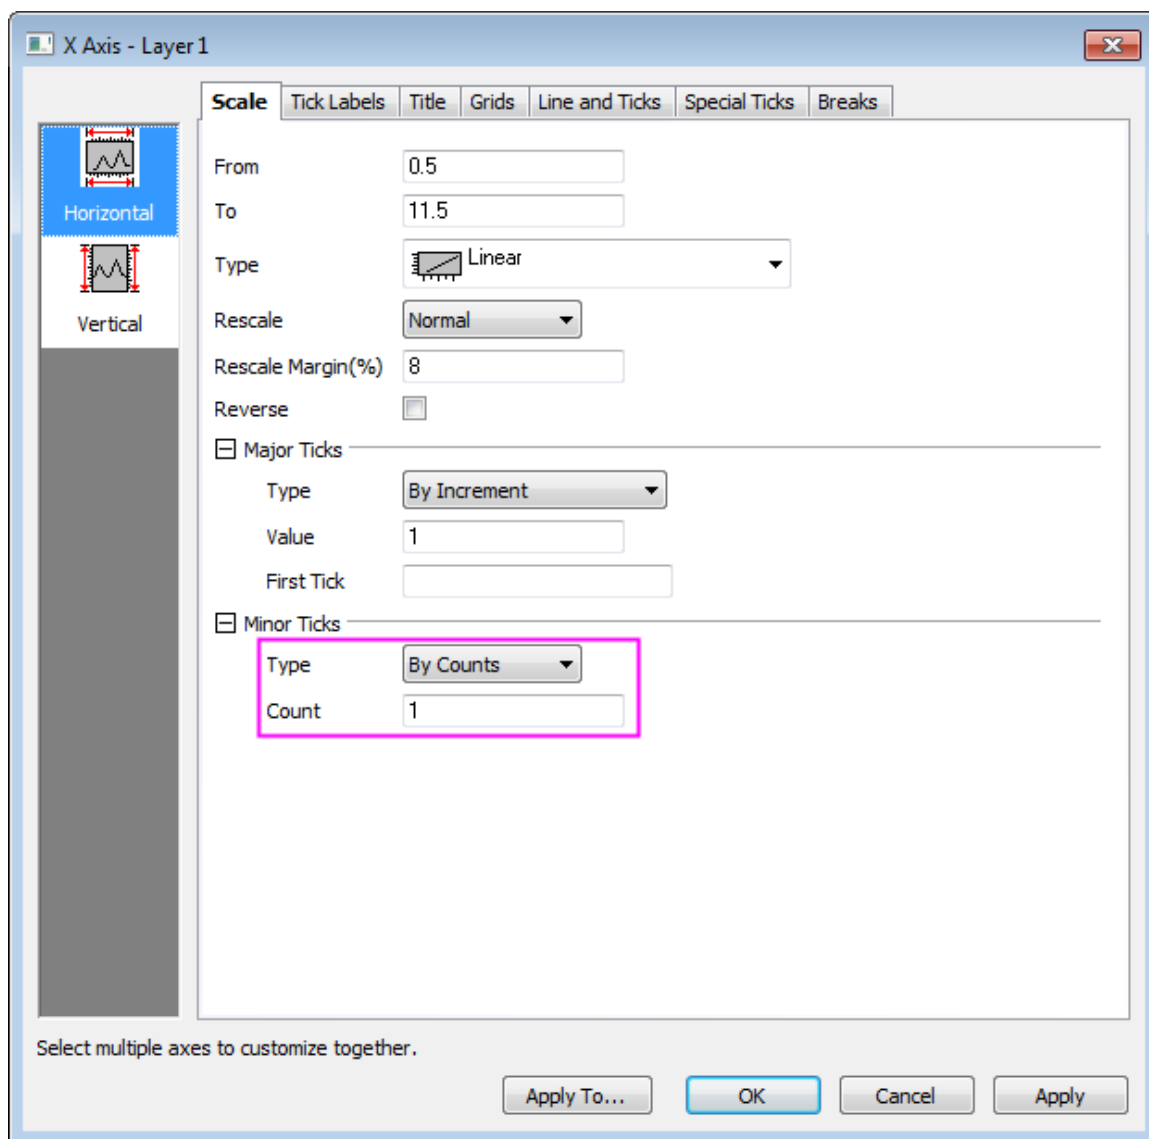 X Axis - Layer1
Scale Tick Labels Title Grids Line and Ticks Special Ticks Breaks
Horizontal
Vertical
From 0.5
To 11.5
Type Linear
Rescale Normal
Rescale Margin(%) 8
Reverse
Major Ticks
Type By Increment
Value 1
First Tick
Minor Ticks
Type By Counts
Count 1
Select multiple axes to customize together.
Apply To... OK Cancel Apply